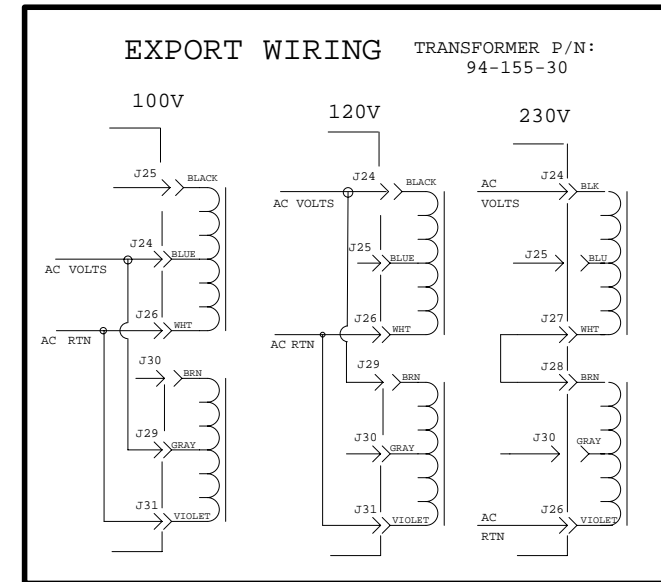 EXPORT WIRING
TRANSFORMER P/N:
94-155-30
100V
J25
BLACK
J24
BLUE
AC VOLTS
J26
WHT
AC RTN
J30
BRN
J29
GRAY
J31
VIOLET
120V
J24
BLACK
AC VOLTS
J25
BLUE
J26
WHT
AC RTN
J29
BRN
J30
GRAY
J31
VIOLET
230V
J24
AC
BLK
VOLTS
J25
BLU
J27
WHT
J28
BRN
J30
GRAY
J26
AC
VIOLET
RTN